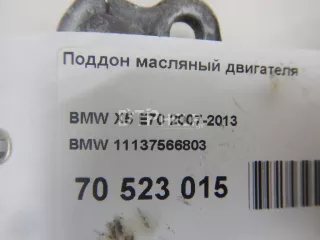 Поддон масляный двигателя
BMW X5 E70 2007-2013
BMW 11137566803
70 523 015